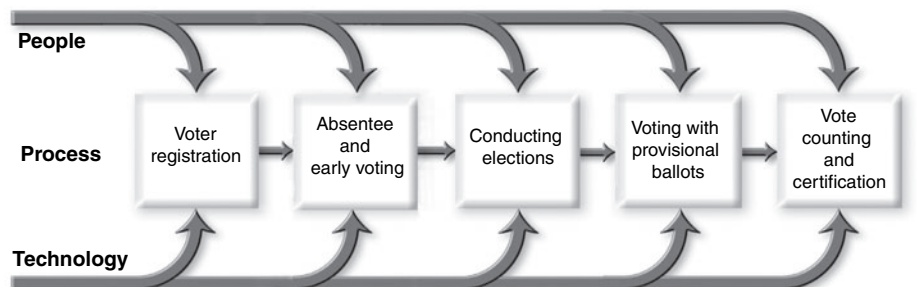 People
Process
Voter
registration
Absentee
and
early voting
Conducting
elections
Voting with
provisional
ballots
Vote
counting
and
certification
Technology